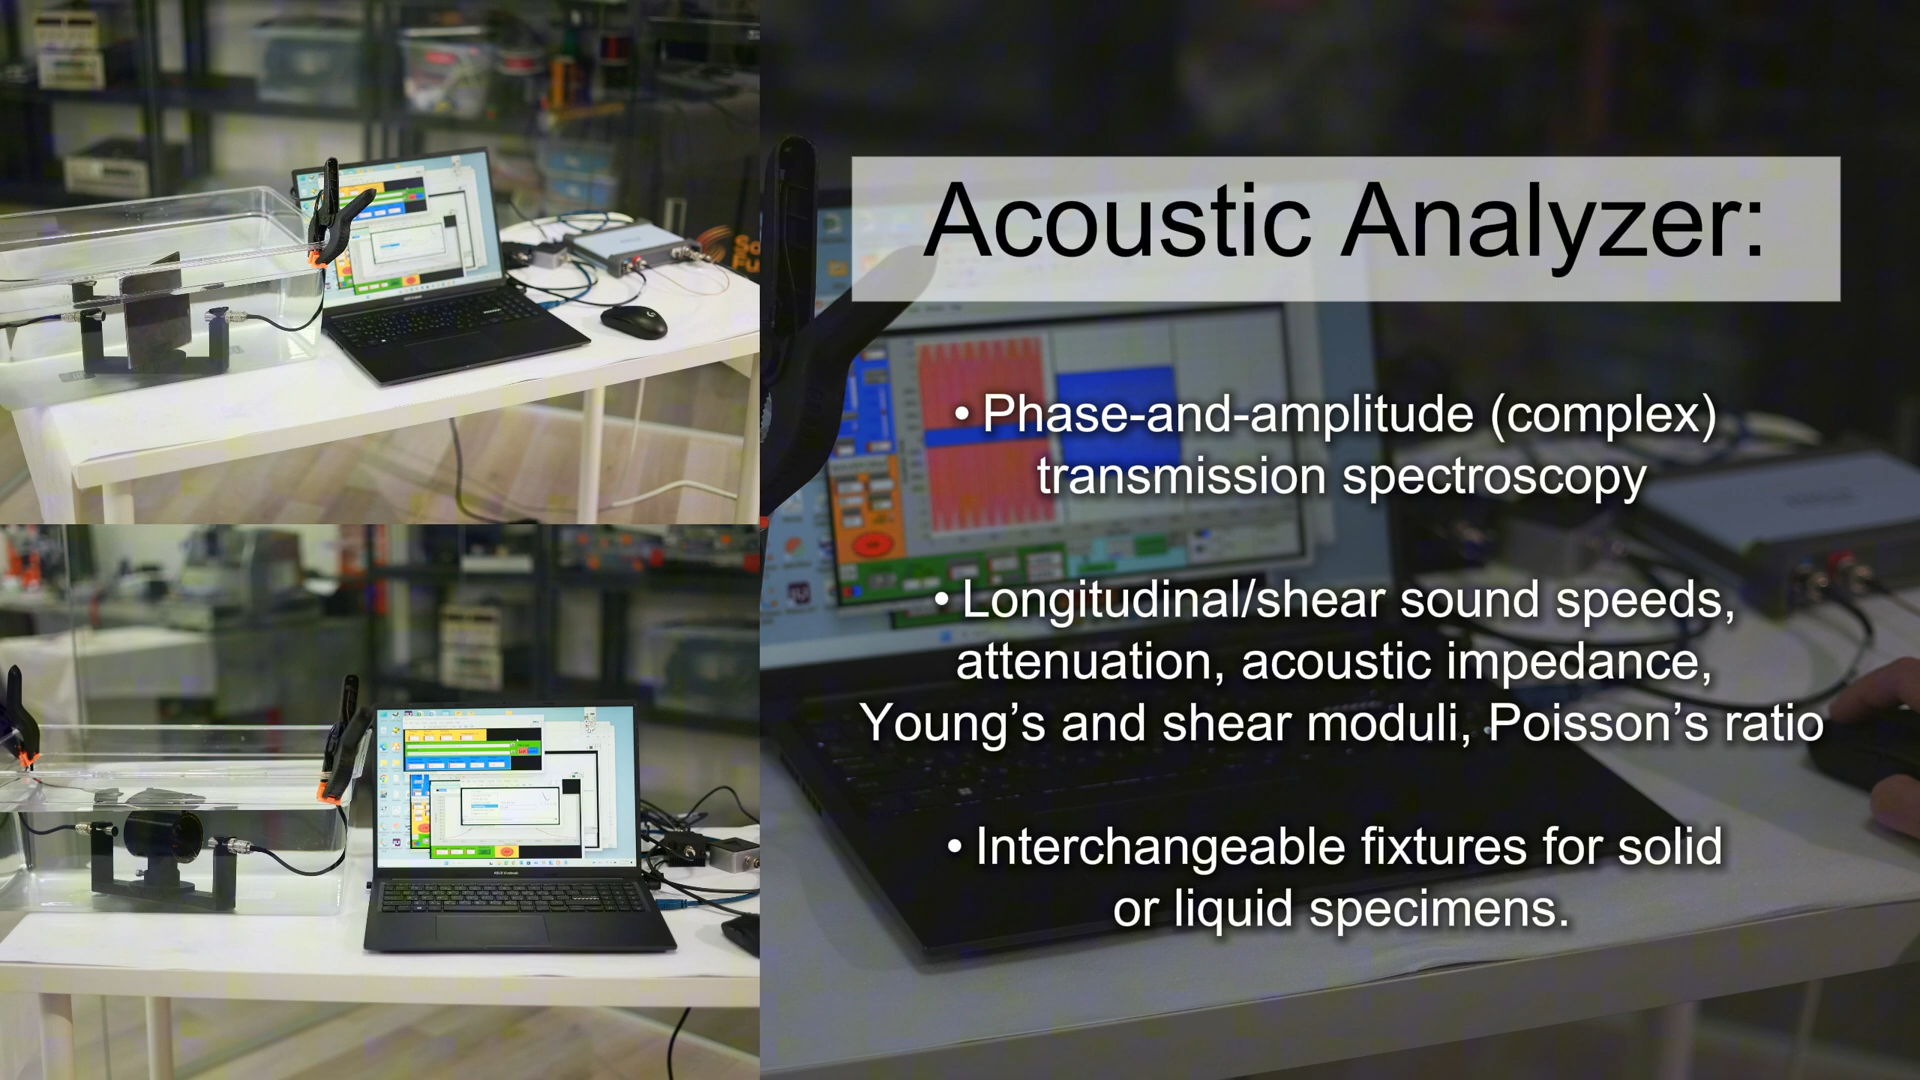 Acoustic Analyzer:
• Phase-and-amplitude (complex)
transmission spectroscopy
• Longitudinal/shear sound speeds,
attenuation, acoustic impedance,
Young’s and shear moduli, Poisson’s ratio
• Interchangeable fixtures for solid
or liquid specimens.